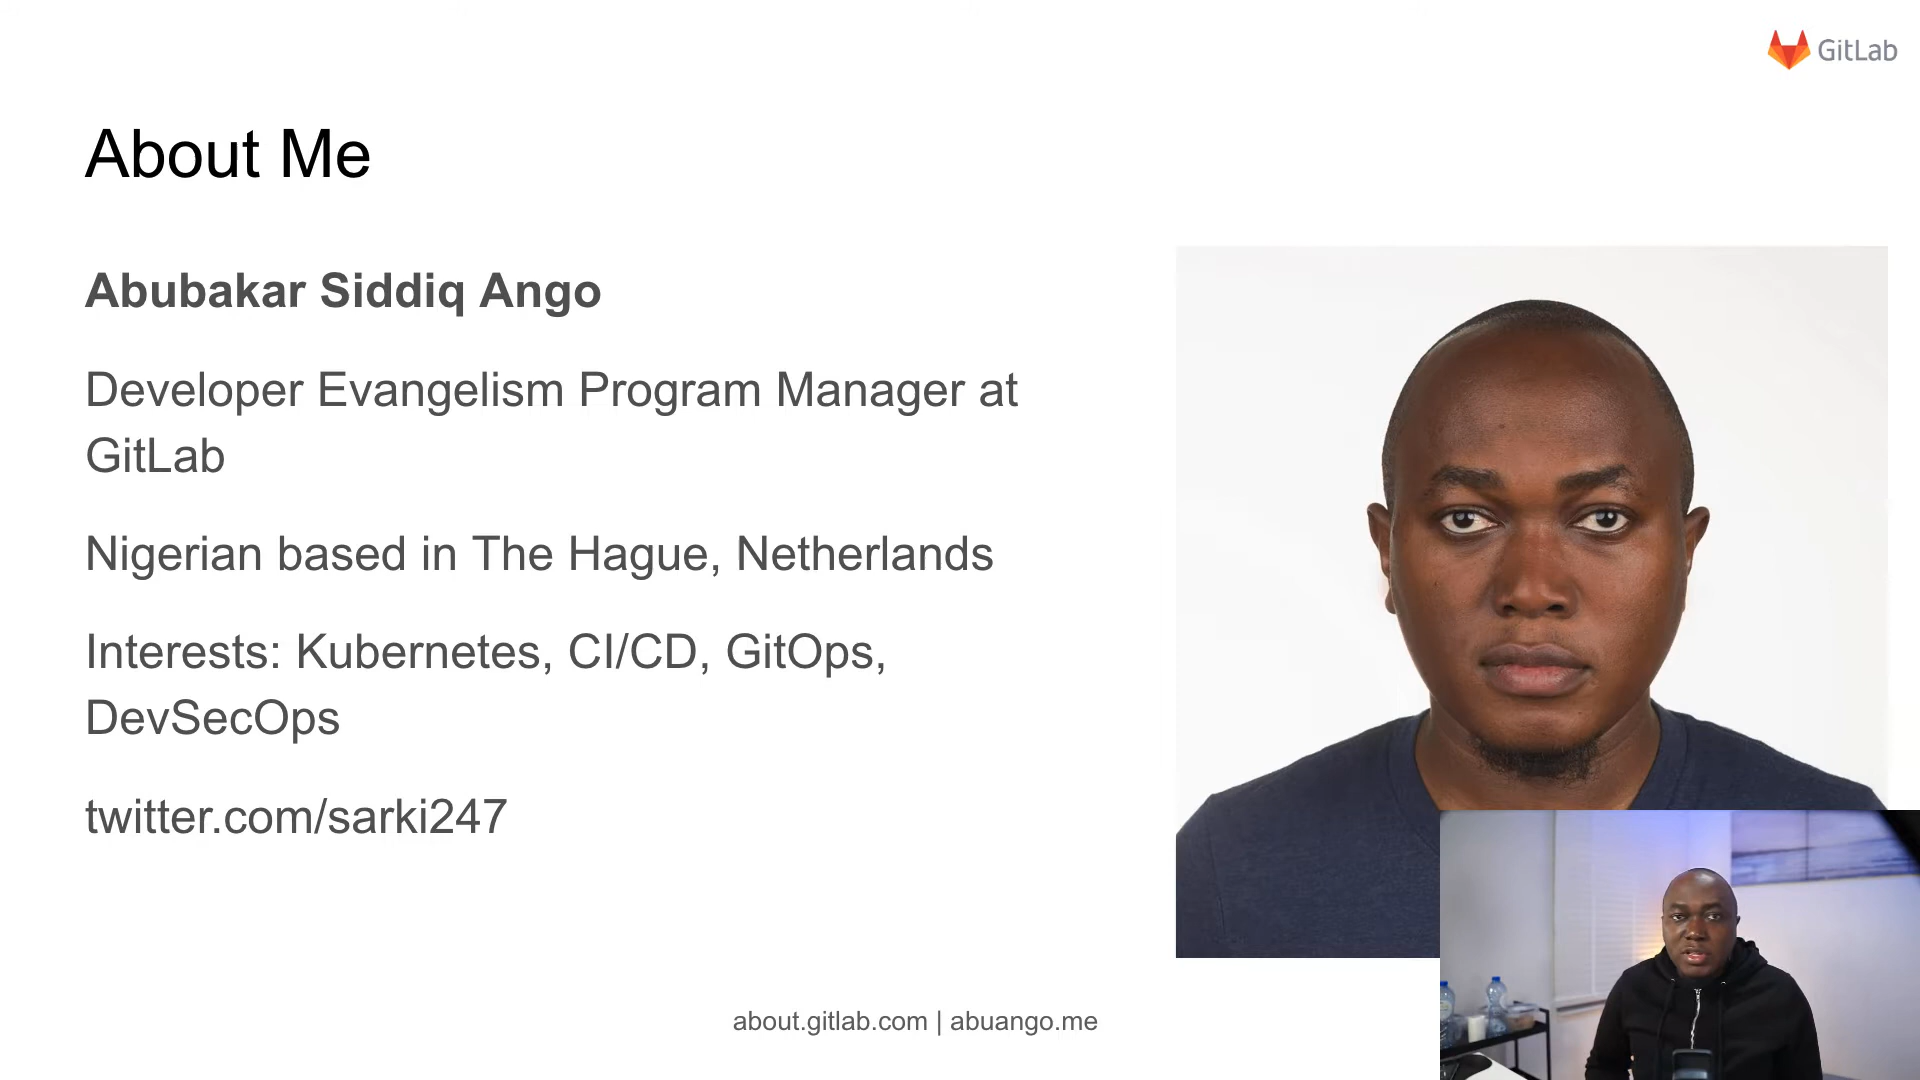 GitLab
About Me
Abubakar Siddiq Ango
Developer Evangelism Program Manager at
GitLab
Nigerian based in The Hague, Netherlands
Interests: Kubernetes, CI/CD, GitOps,
DevSecOps
twitter.com/sarki247
about.gitlab.com | abuango.me